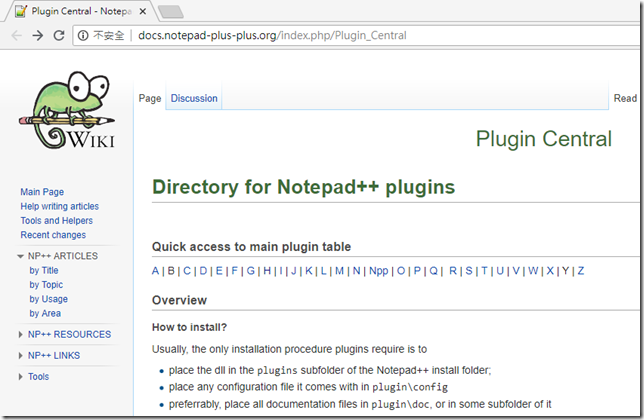 Plugin Central - Notepa
不安全 | docs.notepad-plus-plus.org/index.php/Plugin_Central
WIKI
Page Discussion Read
Plugin Central
Main Page
Help writing articles
Tools and Helpers
Recent changes
NP++ ARTICLES
by Title
by Topic
by Usage
by Area
NP++ RESOURCES
NP++ LINKS
Tools
Directory for Notepad++ plugins
Quick access to main plugin table
A | B | C | D | E | F | G | H | I | J | K | L | M | N | Npp | O | P | Q | R | S | T | U | V | W | X | Y | Z
Overview
How to install?
Usually, the only installation procedure plugins require is to
place the dll in the plugins subfolder of the Notepad++ install folder;
place any configuration file it comes with in plugin\config
preferrably, place all documentation files in plugin\doc, or in some subfolder of it